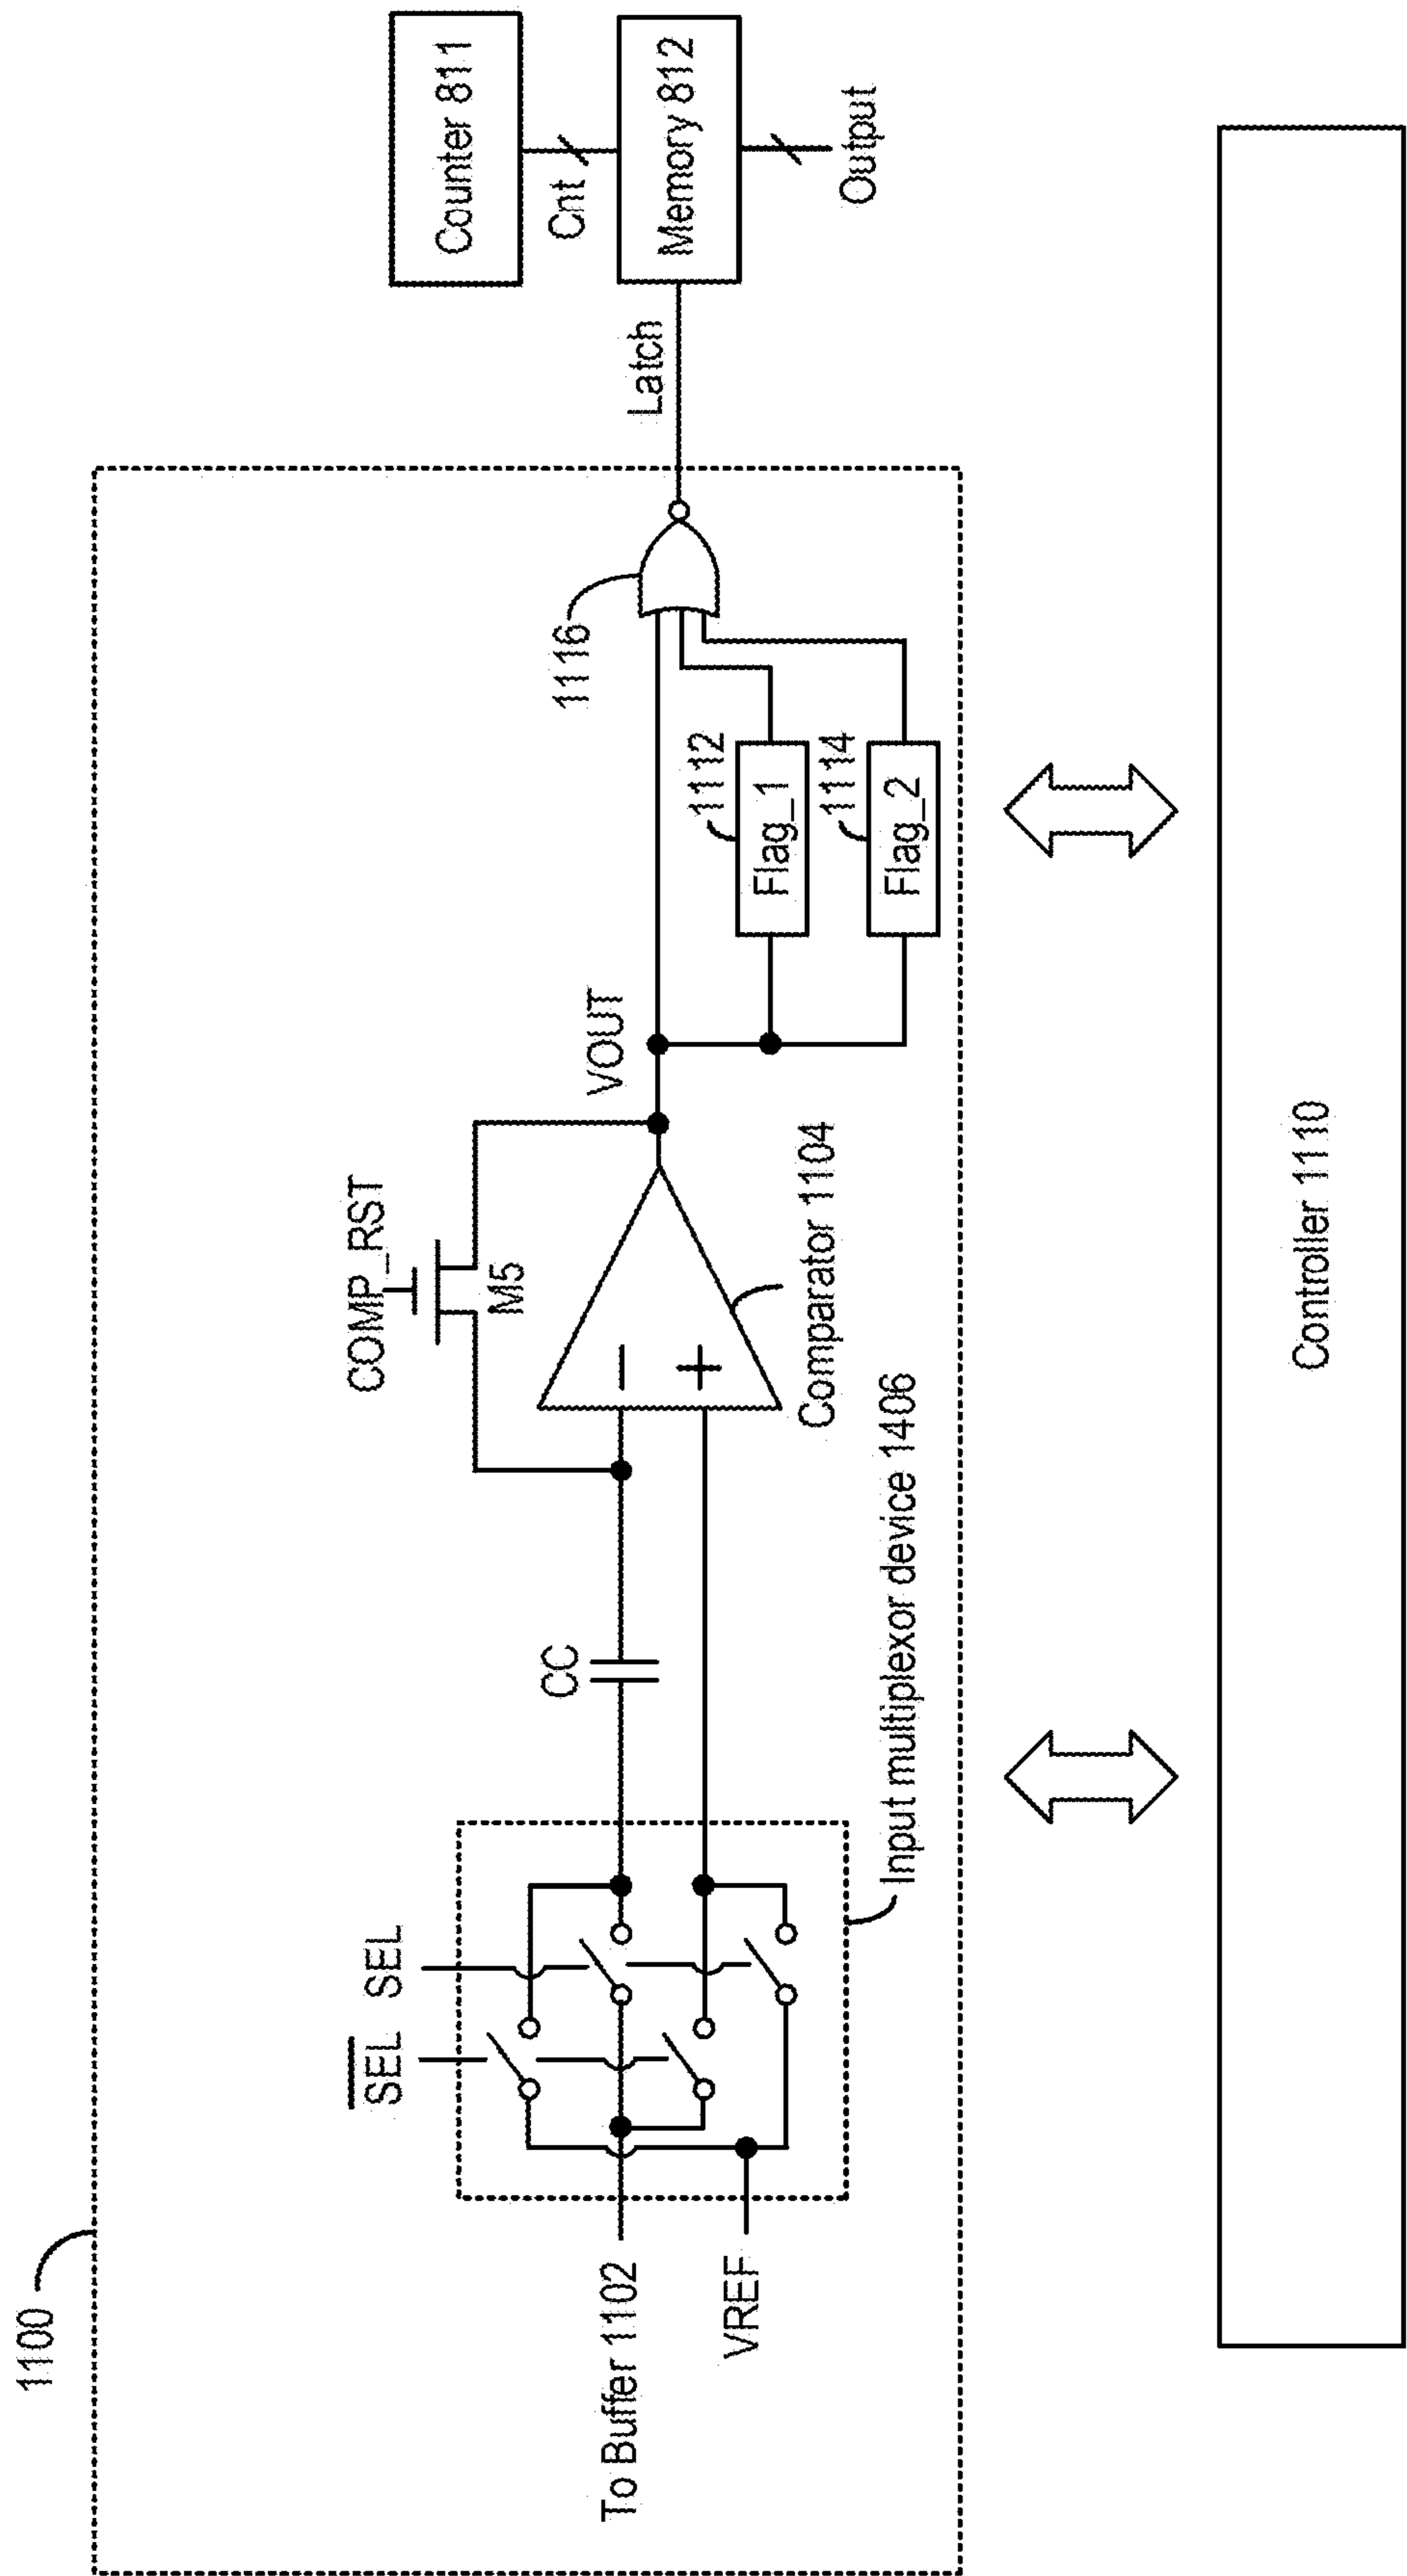 1100
To Buffer 1102
VREF
SEL
SEL
Input multiplexor device 1406
CC
COMP_RST
M5
−
+
Comparator 1104
VOUT
1112
Flag_1
1114
Flag_2
1116
Latch
Counter 811
Cnt
Memory 812
Output
Controller 1110